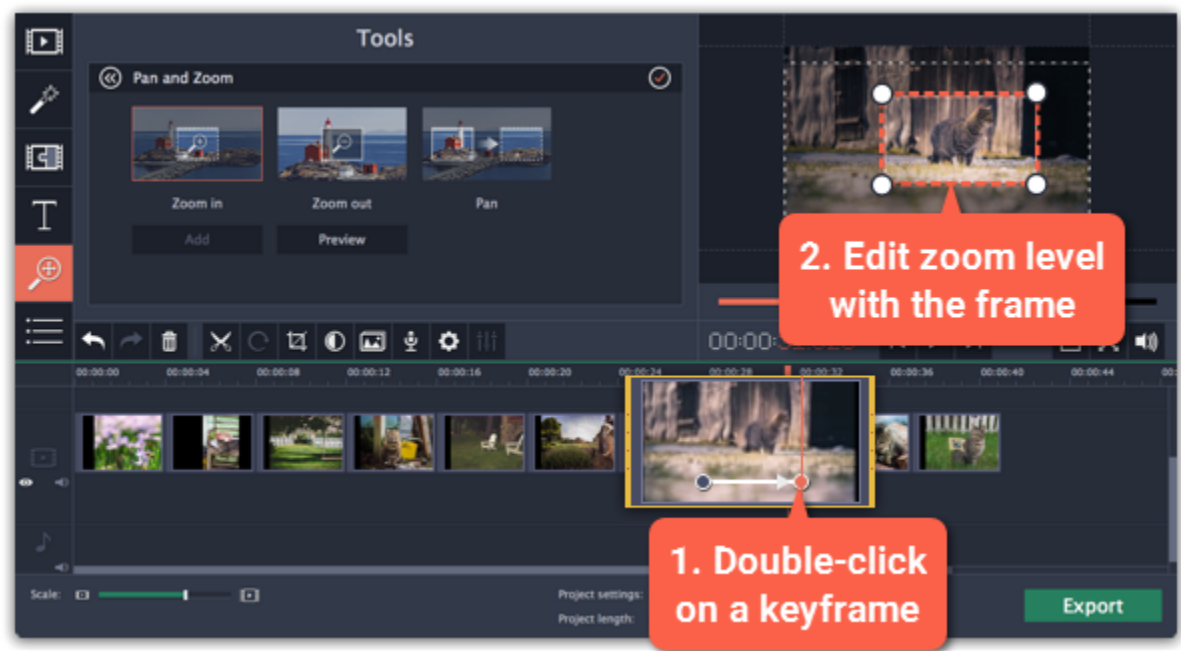 Tools
Pan and Zoom
Zoom in
Zoom out
Pan
Add
Preview
T
2. Edit zoom level
with the frame
00:00:
00:00:00
00:00:04
00:00:08
00:00:12
00:00:16
00:00:20
00:00:24
00:00:28
00:00:32
00:00:36
00:00:40
00:00:44
00:
1. Double-click
on a keyframe
Scale:
Project settings:
Project length:
Export